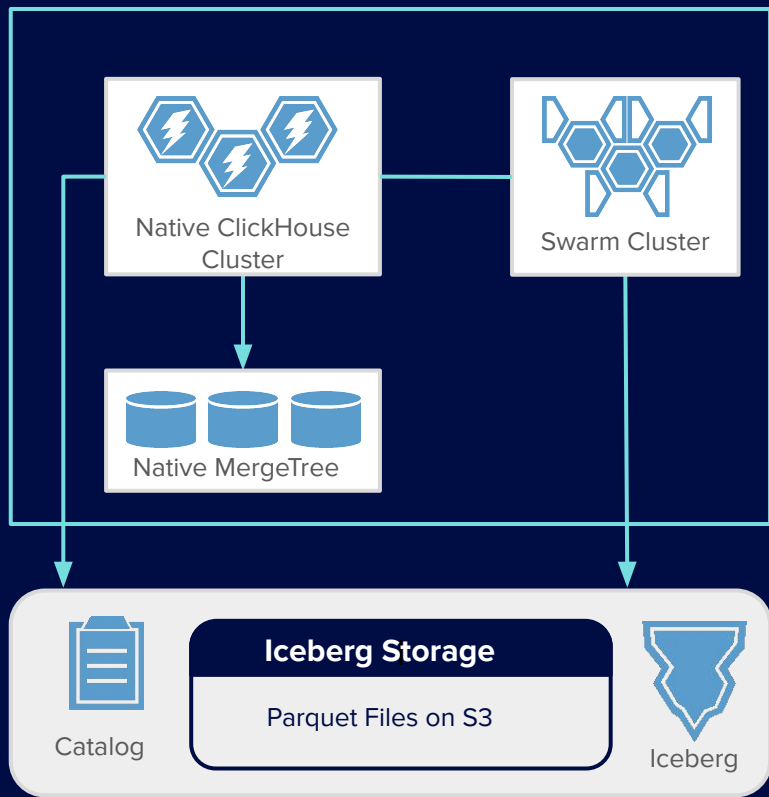 Native ClickHouse
Cluster
Swarm Cluster
Native MergeTree
Iceberg Storage
Parquet Files on S3
Catalog
Iceberg